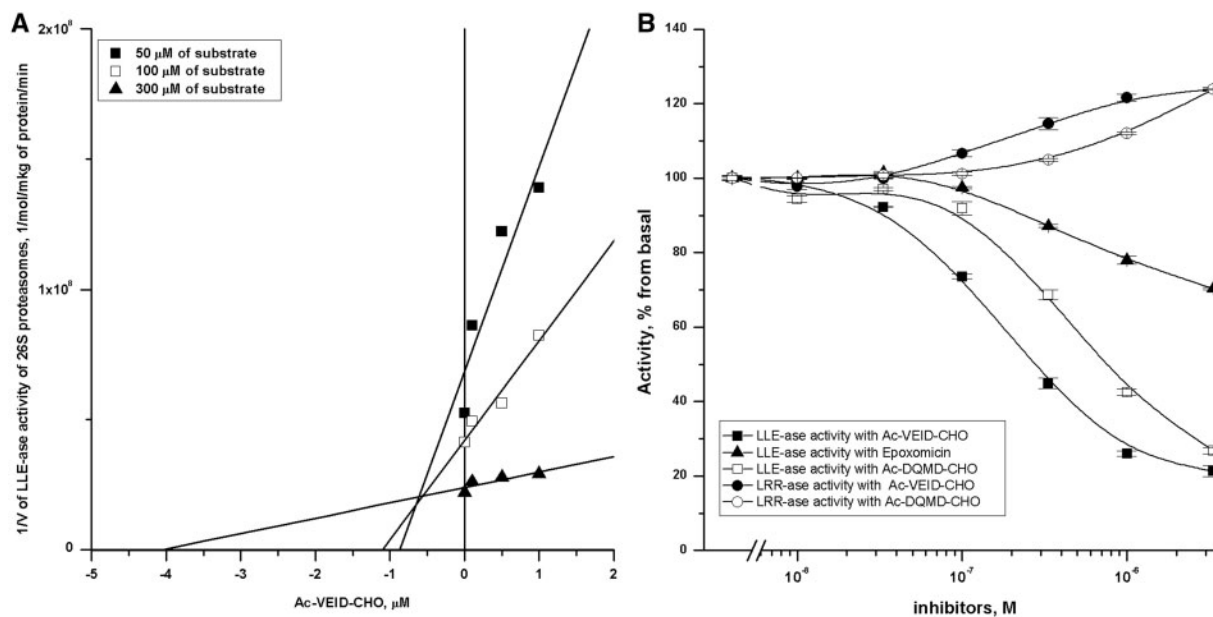 A
1/V of LLE-ase activity of 26S proteasomes, 1/mol/mkg of protein/min
2x10⁸
1x10⁸
0
50 μM of substrate
100 μM of substrate
300 μM of substrate
-5 -4 -3 -2 -1 0 1 2
Ac-VEID-CHO, μM
B
Activity, % from basal
140
120
100
80
60
40
20
0
LLE-ase activity with Ac-VEID-CHO
LLE-ase activity with Epoxomicin
LLE-ase activity with Ac-DQMD-CHO
LRR-ase activity with Ac-VEID-CHO
LRR-ase activity with Ac-DQMD-CHO
10⁻⁸ 10⁻⁷ 10⁻⁶
inhibitors, M